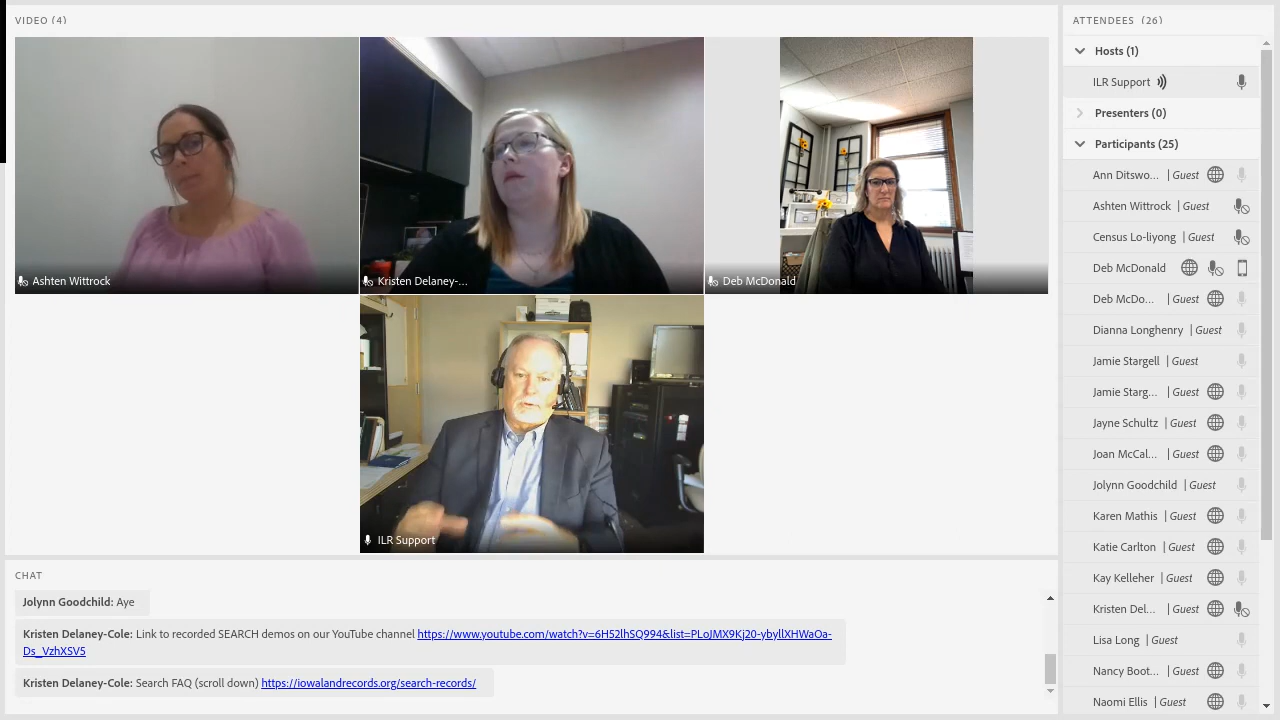 VIDEO (4)
Ashten Wittrock
Kristen Delaney-...
Deb McDonald
ILR Support
CHAT
Jolynn Goodchild: Aye
Kristen Delaney-Cole: Link to recorded SEARCH demos on our YouTube channel https://www.youtube.com/watch?v=6H52lhSQ994&list=PLoJMX9Kj20-ybyllXHWaOa-
Ds_VzhXSV5
Kristen Delaney-Cole: Search FAQ (scroll down) https://iowalandrecords.org/search-records/
ATTENDEES (26)
Hosts (1)
ILR Support
Presenters (0)
Participants (25)
Ann Ditswo... | Guest
Ashten Wittrock | Guest
Census Lo-liyong | Guest
Deb McDonald
Deb McDo... | Guest
Dianna Longhenry | Guest
Jamie Stargell | Guest
Jamie Starg... | Guest
Jayne Schultz | Guest
Joan McCal... | Guest
Jolynn Goodchild | Guest
Karen Mathis | Guest
Katie Carlton | Guest
Kay Kelleher | Guest
Kristen Del... | Guest
Lisa Long | Guest
Nancy Boot... | Guest
Naomi Ellis | Guest